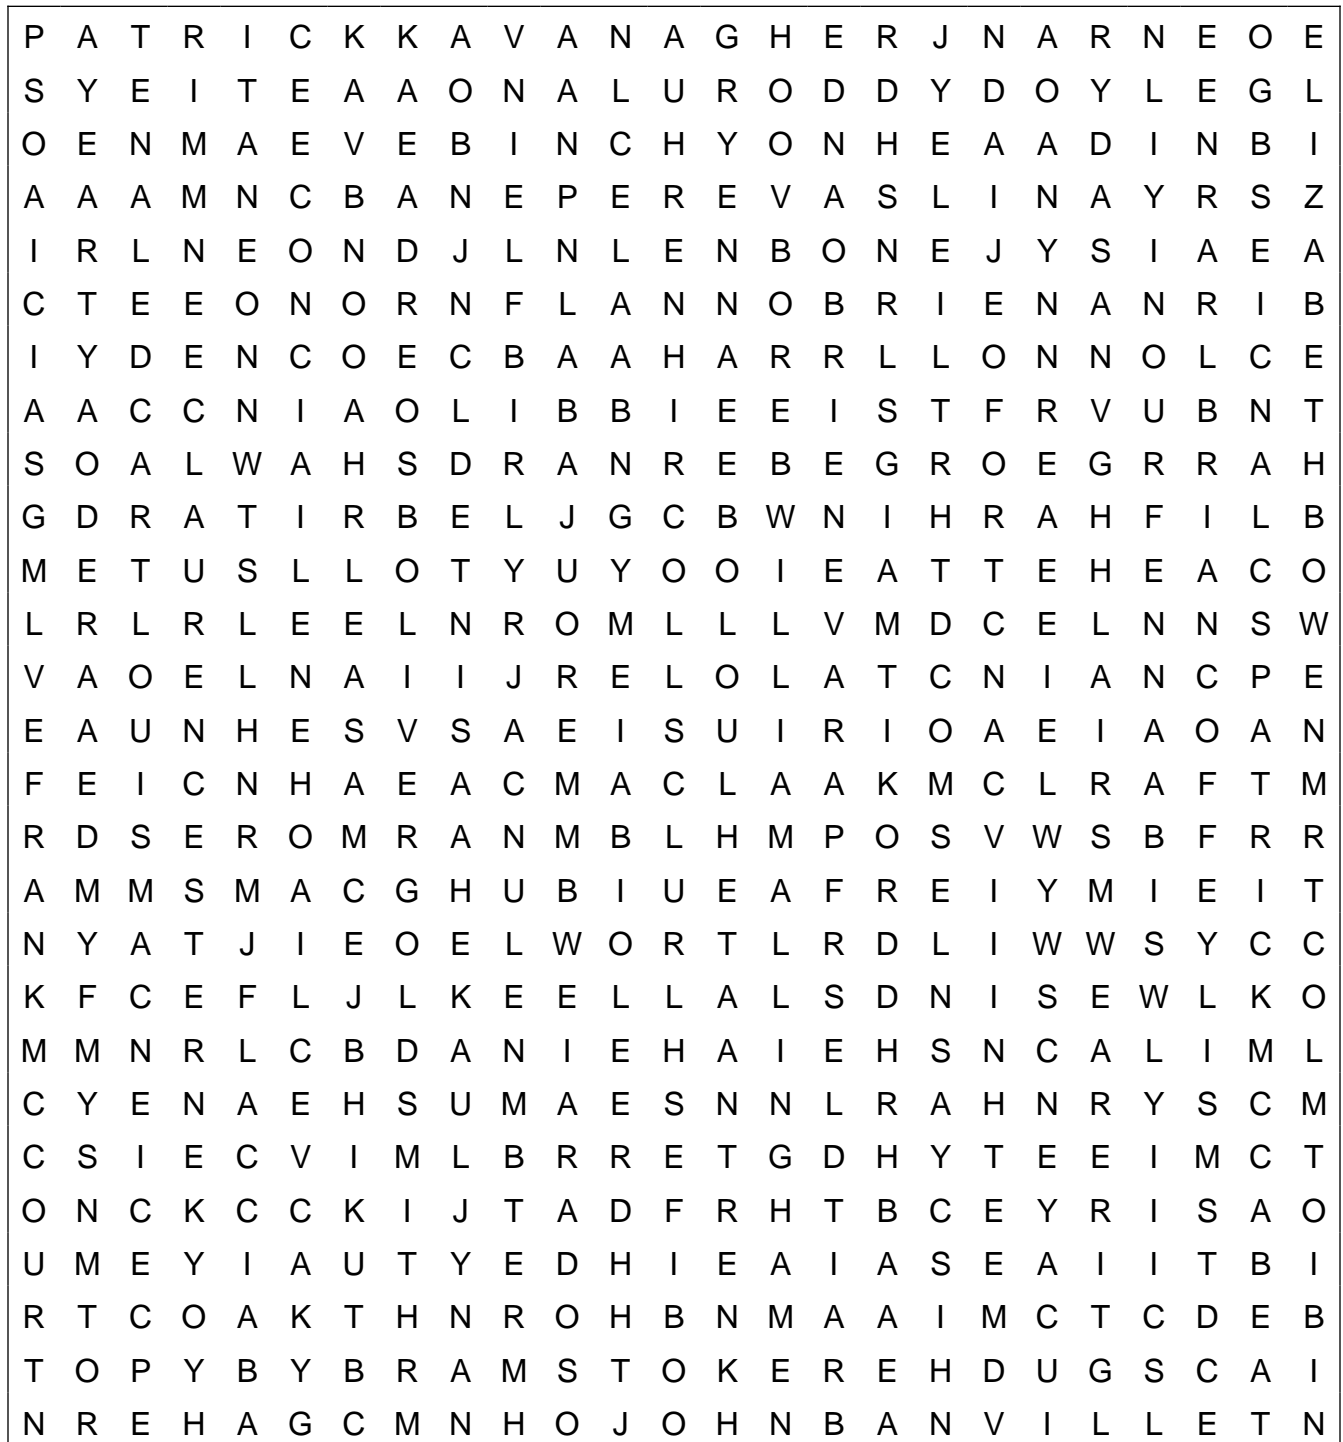 P A T R I C K K A V A N A G H E R J N A R N E O E
S Y E I T E A A O N A L U R O D D Y D O Y L E G L
O E N M A E V E B I N C H Y O N H E A A D I N B I
A A A M N C B A N E P E R E V A S L I N A Y R S Z
I R L N E O N D J L N L E N B O N E J Y S I A E A
C T E E O N O R N F L A N N O B R I E N A N R I B
I Y D E N C O E C B A A H A R R L L O N N O L C E
A A C C N I A O L I B B I E E I S T F R V U B N T
S O A L W A H S D R A N R E B E G R O E G R R A H
G D R A T I R B E L J G C B W N I H R A H F I L B
M E T U S L L O T Y U Y O O I E A T T E H E A C O
L R L R L E E L N R O M L L L V M D C E L N N S W
V A O E L N A I I J R E L O L A T C N I A N C P E
E A U N H E S V S A E I S U I R I O A E I A O A N
F E I C N H A E A C M A C L A A K M C L R A F T M
R D S E R O M R A N M B L H M P O S V W S B F R R
A M M S M A C G H U B I U E A F R E I Y M I E I T
N Y A T J I E O E L W O R T L R D L I W W S Y C C
K F C E F L J L K E E L L A L S D N I S E W L K O
M M N R L C B D A N I E H A I E H S N C A L I M L
C Y E N A E H S U M A E S N N L R A H N R Y S C M
C S I E C V I M L B R R E T G D H Y T E E I M C T
O N C K C C K I J T A D F R H T B C E Y R I S A O
U M E Y I A U T Y E D H I E A I A S E A I I T B I
R T C O A K T H N R O H B N M A A I M C T C D E B
T O P Y B Y B R A M S T O K E R E H D U G S C A I
N R E H A G C M N H O J O H N B A N V I L L E T N